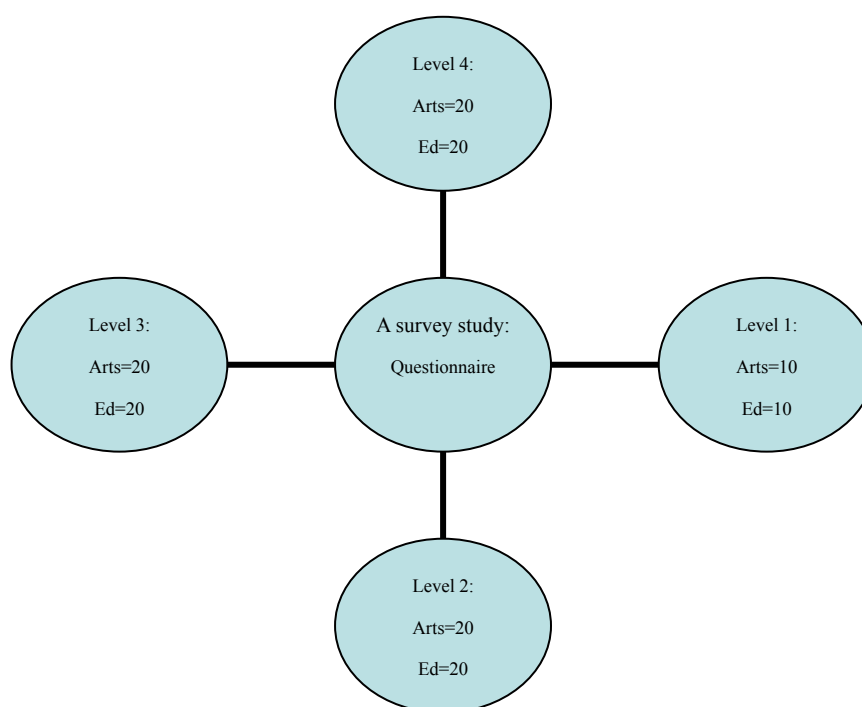 Level 4:
Arts=20
Ed=20
Level 3:
Arts=20
Ed=20
A survey study:
Questionnaire
Level 1:
Arts=10
Ed=10
Level 2:
Arts=20
Ed=20